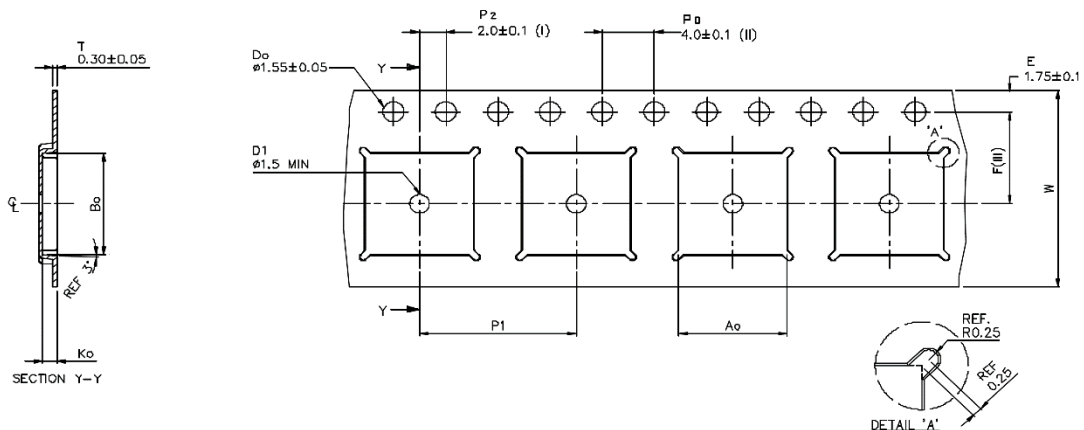 T
0.30±0.05
P2
2.0±0.1 (I)
Po
4.0±0.1 (II)
Do
ø1.55±0.05
Y
E
1.75±0.1
'A'
D1
ø1.5 MIN
F(III)
W
Bo
℄
REF 3°
Y
P1
Ao
Ko
SECTION Y-Y
REF.
R0.25
REF
0.25
DETAIL 'A'